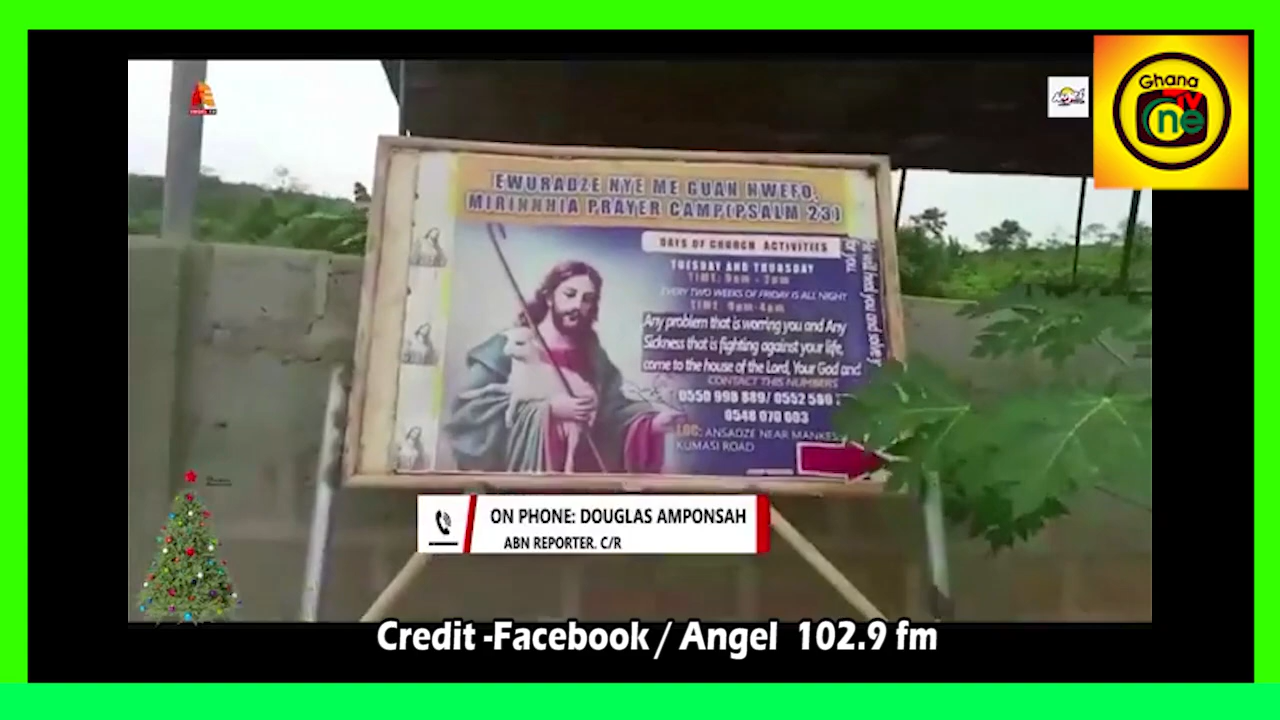 Ghana
One
TV
EWURADZE NYE ME GUAN HWEFO,
MIRINNHIA PRAYER CAMP(PSALM 23)
DAYS OF CHURCH ACTIVITIES
TUESDAY AND THURSDAY
TIME: 9am - 2pm
EVERY TWO WEEKS OF FRIDAY IS ALL NIGHT
TIME 9pm-4am
Any problem that is worring you and Any
Sickness that is fighting against your life,
come to the house of the Lord, Your God and
for you.
CONTACT THIS NUMBERS
0550 998 889/ 0552 580
0548 070 003
LOC: ANSADZE NEAR MANKES
KUMASI ROAD
ON PHONE: DOUGLAS AMPONSAH
ABN REPORTER. C/R
Credit -Facebook / Angel 102.9 fm